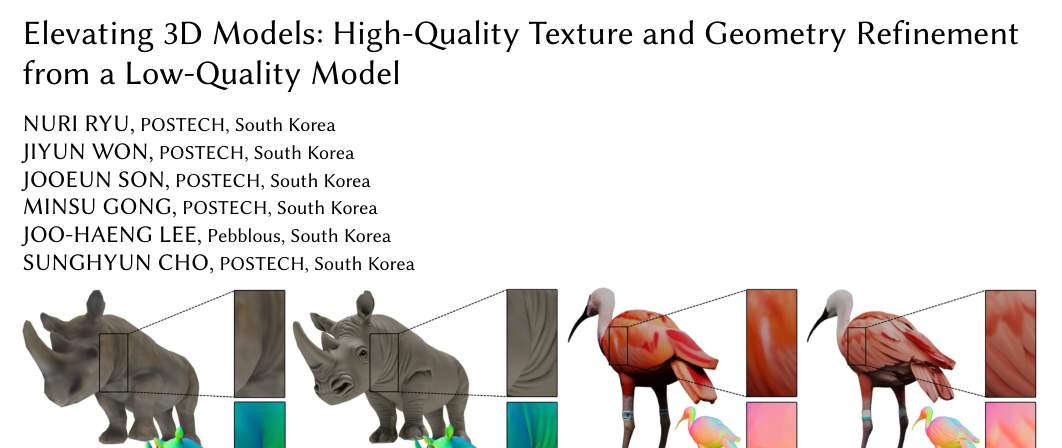 Elevating 3D Models: High-Quality Texture and Geometry Refinement
from a Low-Quality Model
NURI RYU, POSTECH, South Korea
JIYUN WON, POSTECH, South Korea
JOOEUN SON, POSTECH, South Korea
MINSU GONG, POSTECH, South Korea
JOO-HAENG LEE, Pebblous, South Korea
SUNGHYUN CHO, POSTECH, South Korea